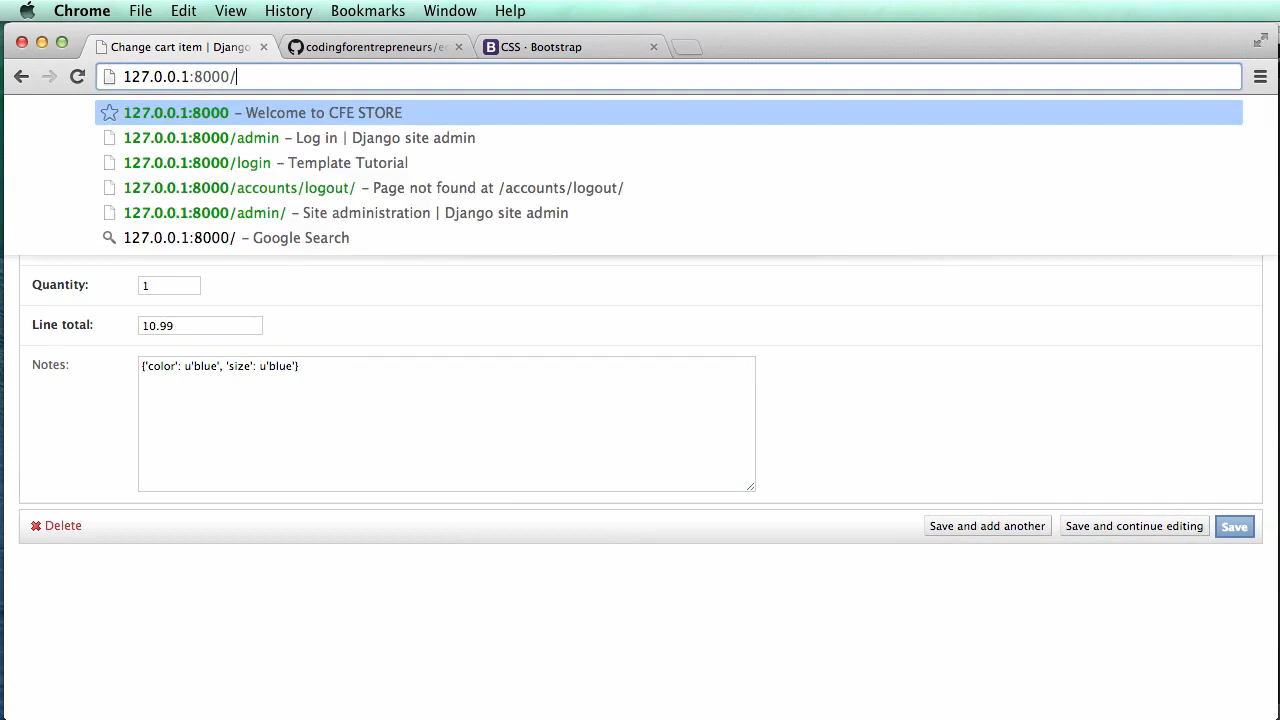 Chrome File Edit View History Bookmarks Window Help
Change cart item | Djang codingforentrepreneurs/e CSS · Bootstrap
127.0.0.1:8000/
127.0.0.1:8000 – Welcome to CFE STORE
127.0.0.1:8000/admin – Log in | Django site admin
127.0.0.1:8000/login – Template Tutorial
127.0.0.1:8000/accounts/logout/ – Page not found at /accounts/logout/
127.0.0.1:8000/admin/ – Site administration | Django site admin
127.0.0.1:8000/ – Google Search
Quantity: 1
Line total: 10.99
Notes: {'color': u'blue', 'size': u'blue'}
Delete Save and add another Save and continue editing Save